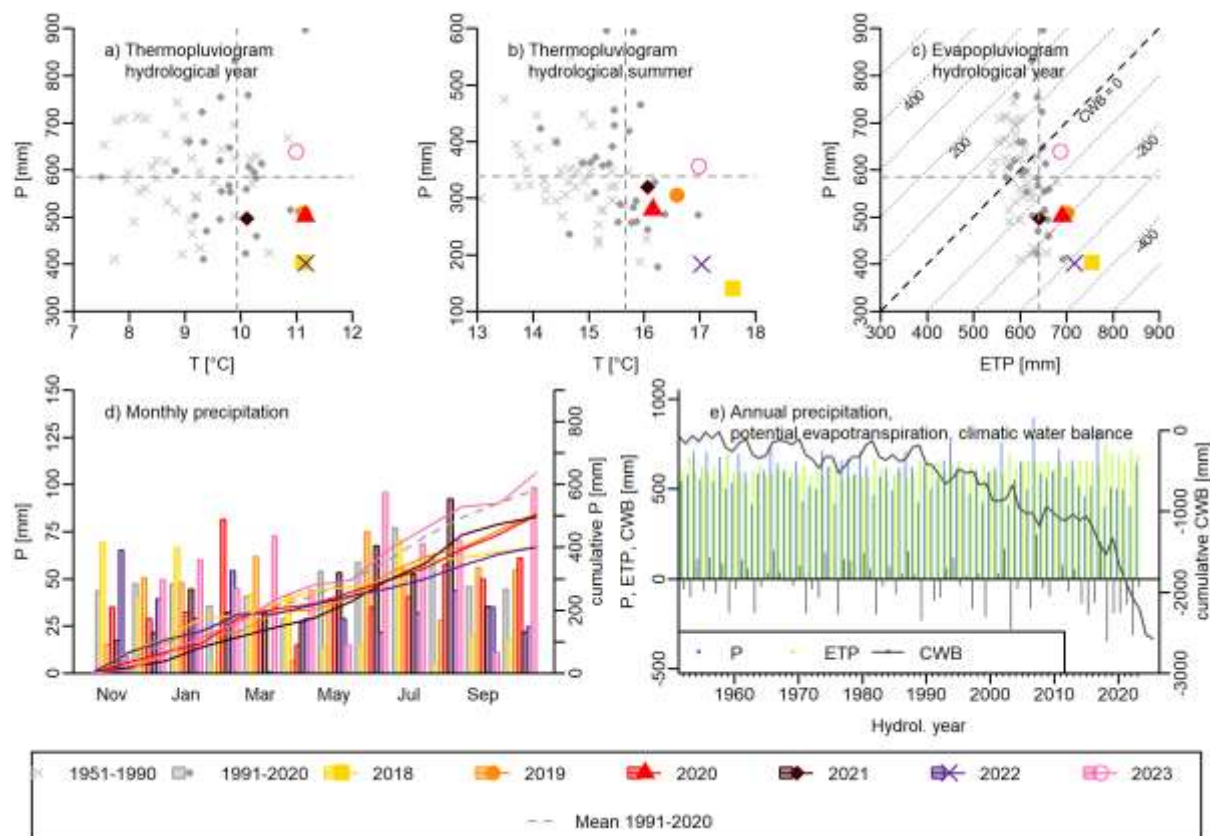 a) Thermopluviogram
hydrological year
P [mm]
900
800
700
600
500
400
300
7 8 9 10 11 12
T [°C]
b) Thermopluviogram
hydrological summer
P [mm]
600
500
400
300
200
100
13 14 15 16 17 18
T [°C]
c) Evapopluviogram
hydrological year
P [mm]
900
800
700
600
500
400
300
400
200
CWB = 0
-200
-400
300 400 500 600 700 800 900
ETP [mm]
d) Monthly precipitation
P [mm]
150
125
100
75
50
25
0
Nov Jan Mar May Jul Sep
cumulative P [mm]
800
600
400
200
0
e) Annual precipitation,
potential evapotranspiration, climatic water balance
P, ETP, CWB [mm]
1000
500
0
-500
P ETP CWB
1960 1970 1980 1990 2000 2010 2020
Hydrol. year
cumulative CWB [mm]
0
-1000
-2000
-3000
1951-1990 1991-2020 2018 2019 2020 2021 2022 2023
Mean 1991-2020